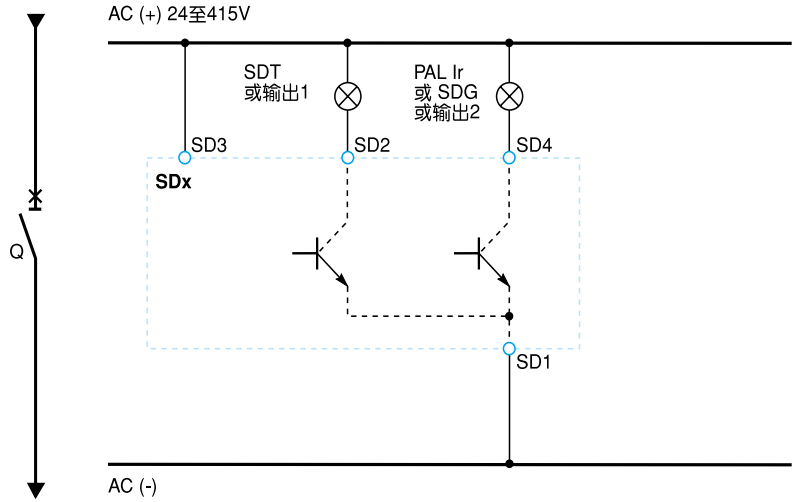 AC (+) 24至415V
SDT
或输出1
PAL Ir
或 SDG
或输出2
SD3
SD2
SD4
SDx
Q
SD1
AC (-)